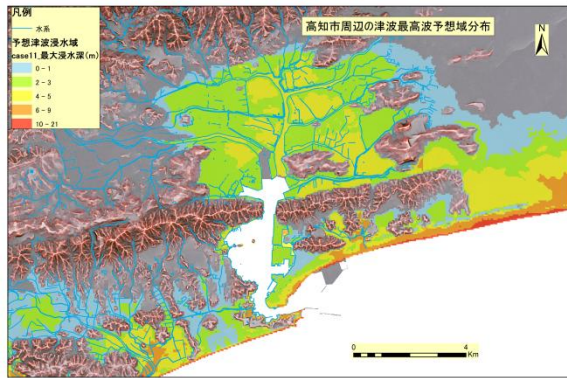 高知市周辺の津波最高波予想域分布
N
凡例
水系
予想津波浸水域
case11_最大浸水深(m)
0 - 1
2 - 3
4 - 5
6 - 9
10 - 21
0 4
Km